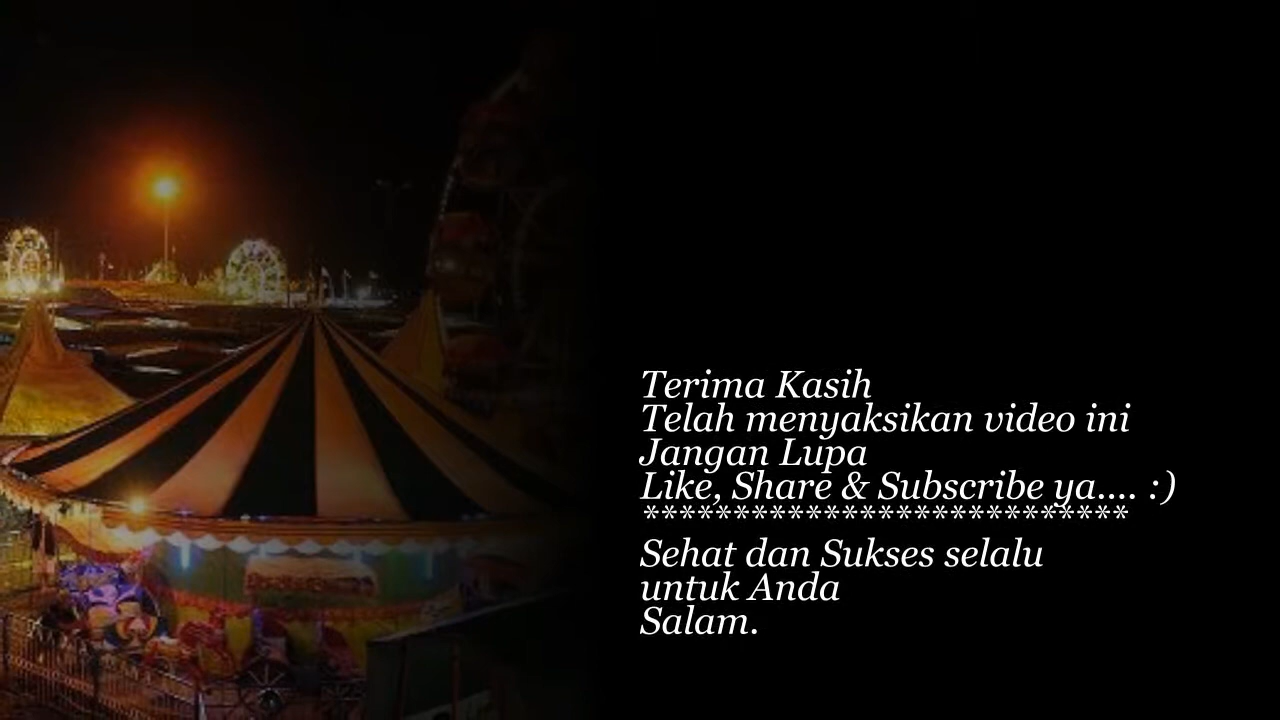 Terima Kasih
Telah menyaksikan video ini
Jangan Lupa
Like, Share & Subscribe ya.... :)
***************************
Sehat dan Sukses selalu
untuk Anda
Salam.